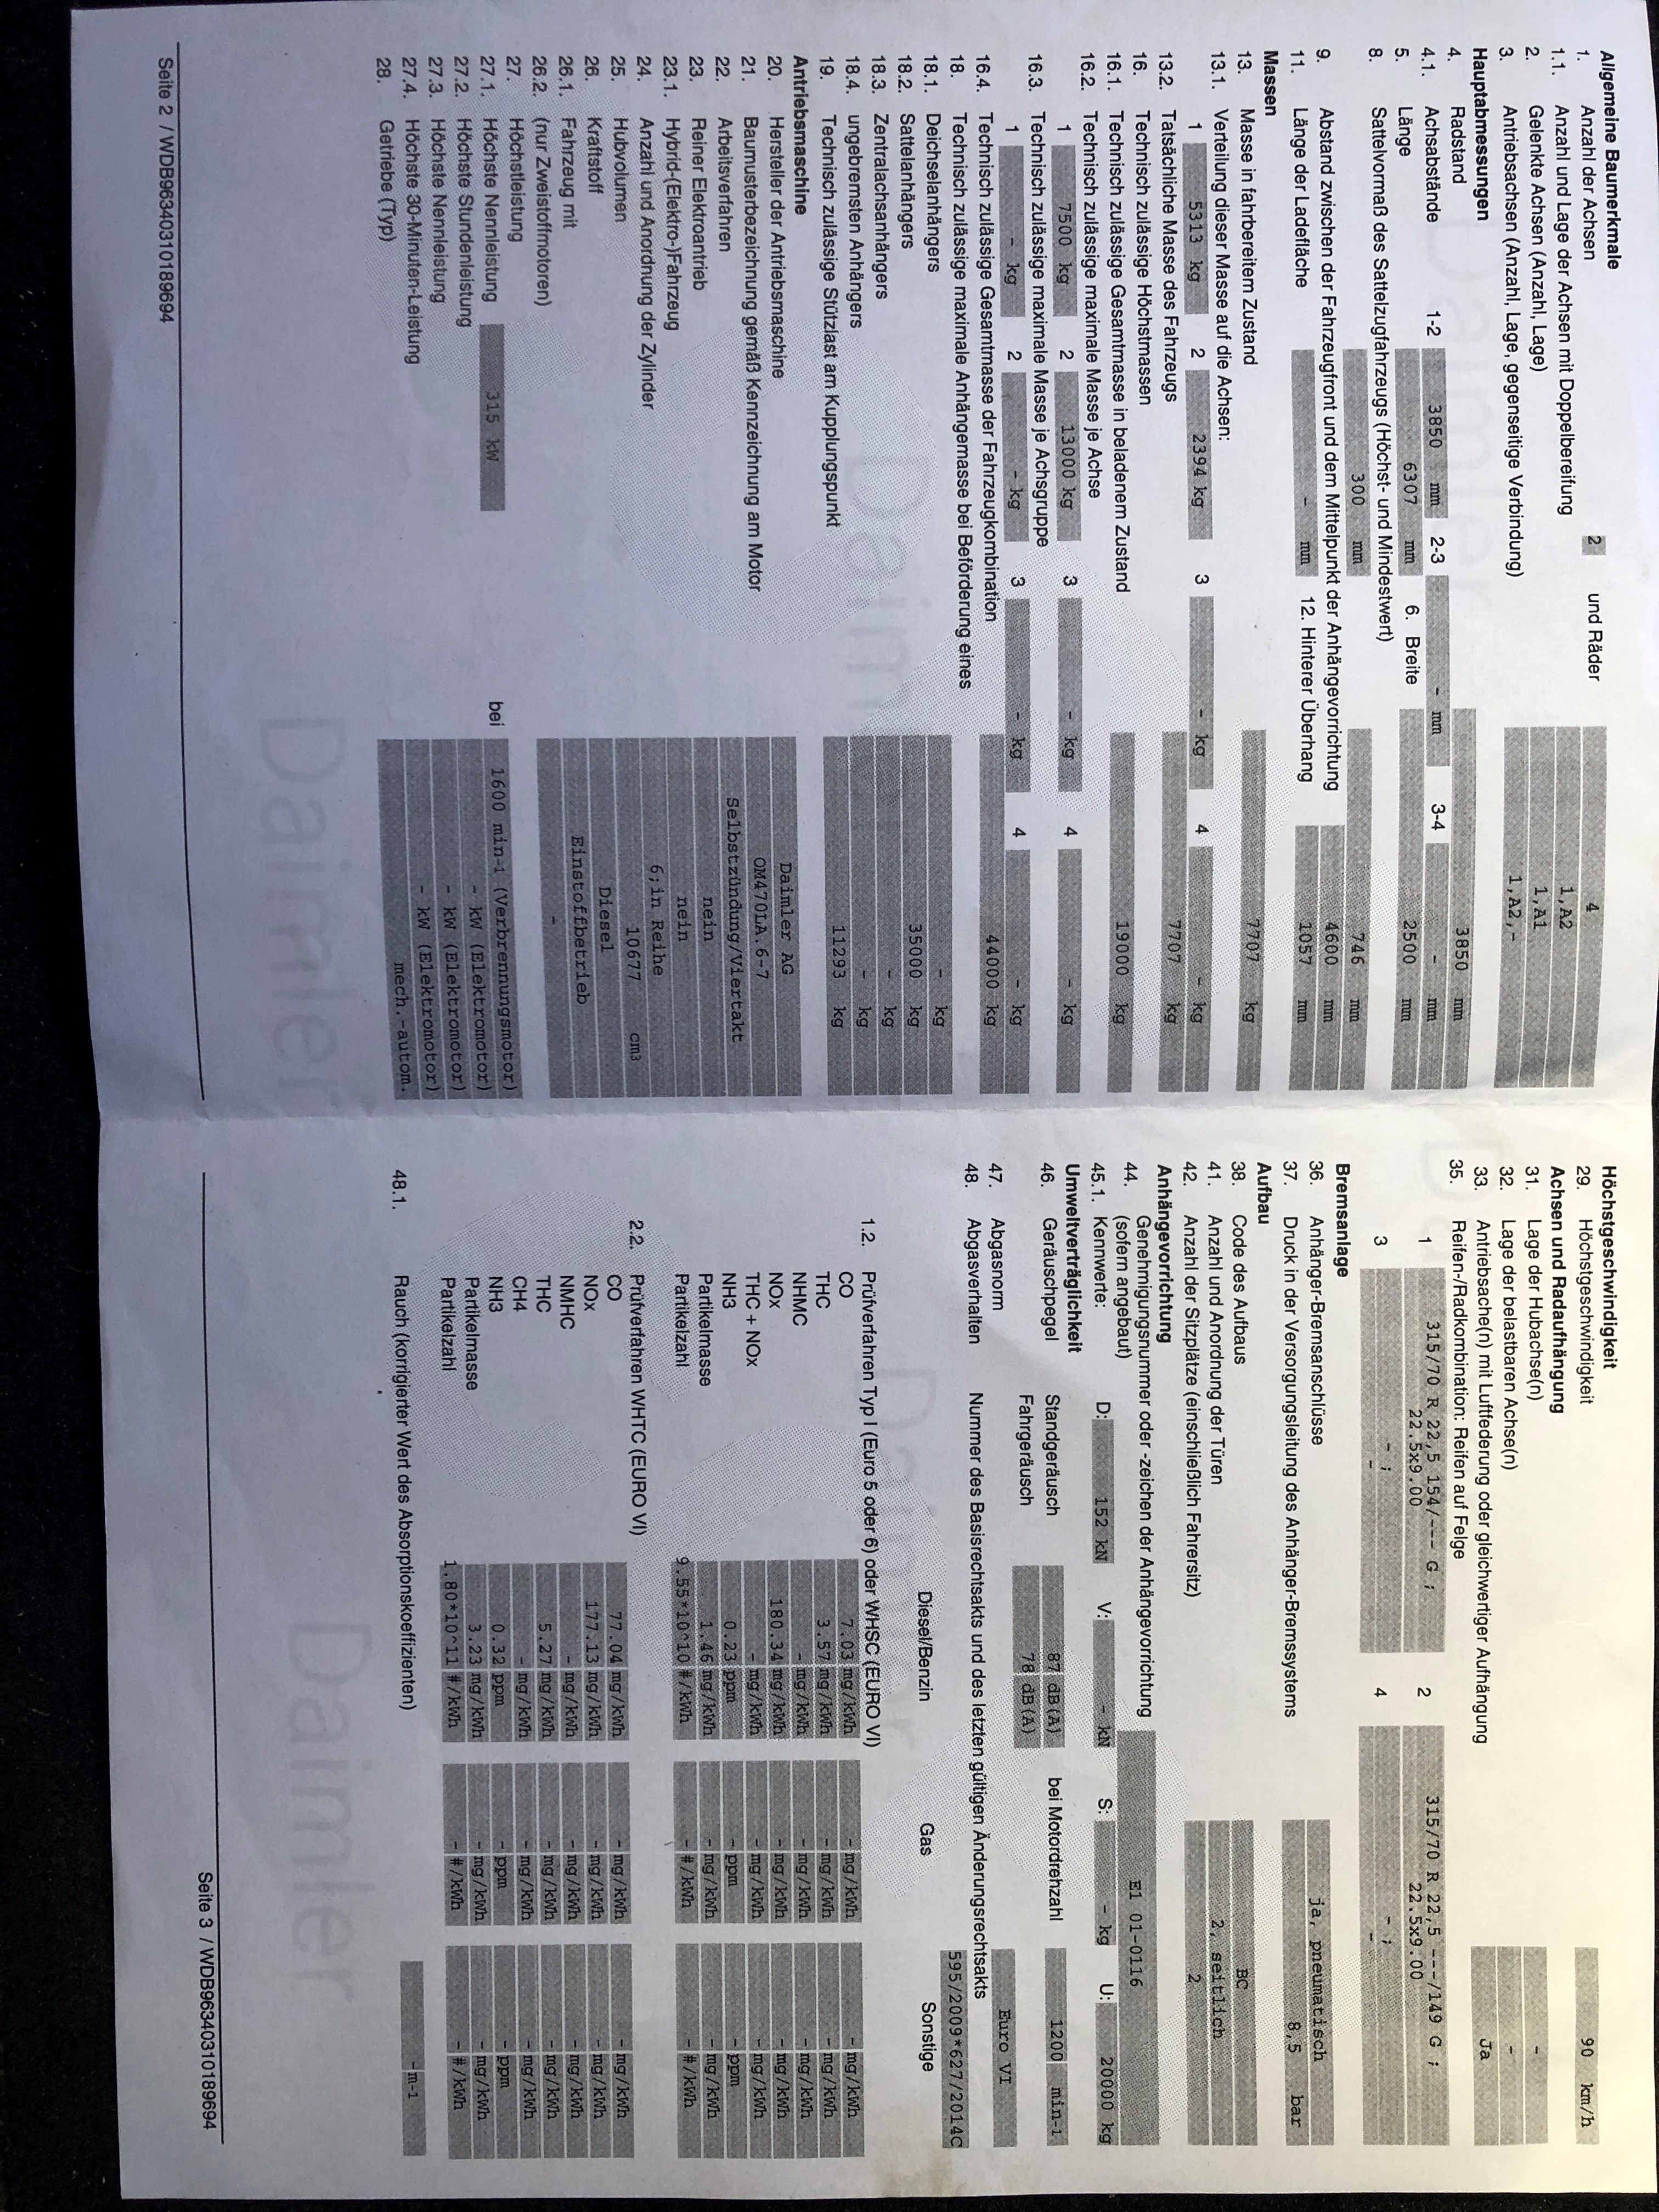 Allgemeine Baumerkmale
1. Anzahl der Achsen 2 und Räder 4
1.1. Anzahl und Lage der Achsen mit Doppelbereifung 1,A2
2. Gelenkte Achsen (Anzahl, Lage) 1,A1
3. Antriebsachsen (Anzahl, Lage, gegenseitige Verbindung) 1,A2,-
Hauptabmessungen
4. Radstand 3850 mm
4.1. Achsabstände 1-2 3850 mm 2-3 - mm 3-4 - mm
5. Länge 6307 mm 6. Breite 2500 mm
8. Sattelvormaß des Sattelzugfahrzeugs (Höchst- und Mindestwert)
300 mm 746 mm
9. Abstand zwischen der Fahrzeugfront und dem Mittelpunkt der Anhängevorrichtung 4600 mm
11. Länge der Ladefläche - mm 12. Hinterer Überhang 1057 mm
Massen
13. Masse in fahrbereitem Zustand 7707 kg
13.1. Verteilung dieser Masse auf die Achsen:
1 5313 kg 2 2394 kg 3 - kg 4 - kg
13.2. Tatsächliche Masse des Fahrzeugs 7707 kg
16. Technisch zulässige Höchstmassen
16.1. Technisch zulässige Gesamtmasse in beladenem Zustand 19000 kg
16.2. Technisch zulässige maximale Masse je Achse
1 7500 kg 2 13000 kg 3 - kg 4 - kg
16.3. Technisch zulässige maximale Masse je Achsgruppe
1 - kg 2 - kg 3 - kg 4 - kg
16.4. Technisch zulässige Gesamtmasse der Fahrzeugkombination 44000 kg
18. Technisch zulässige maximale Anhängemasse bei Beförderung eines
18.1. Deichselanhängers - kg
18.2. Sattelanhängers 35000 kg
18.3. Zentralachsanhängers - kg
18.4. ungebremsten Anhängers - kg
19. Technisch zulässige Stützlast am Kupplungspunkt 11293 kg
Antriebsmaschine
20. Hersteller der Antriebsmaschine Daimler AG
21. Baumusterbezeichnung gemäß Kennzeichnung am Motor OM470LA.6-7
22. Arbeitsverfahren Selbstzündung/Viertakt
23. Reiner Elektroantrieb nein
23.1. Hybrid-(Elektro-)Fahrzeug nein
24. Anzahl und Anordnung der Zylinder 6;in Reihe
25. Hubvolumen 10677 cm3
26. Kraftstoff Diesel
26.1. Fahrzeug mit Einstoffbetrieb
26.2. (nur Zweistoffmotoren) -
27. Höchstleistung
27.1. Höchste Nennleistung 315 kW bei 1600 min-1 (Verbrennungsmotor)
27.2. Höchste Stundenleistung - kW (Elektromotor)
27.3. Höchste Nennleistung - kW (Elektromotor)
27.4. Höchste 30-Minuten-Leistung - kW (Elektromotor)
28. Getriebe (Typ) mech.-autom.
Seite 2 / WDB96340310189694
Höchstgeschwindigkeit
29. Höchstgeschwindigkeit 90 km/h
Achsen und Radaufhängung
31. Lage der Hubachse(n) -
32. Lage der belastbaren Achse(n) -
33. Antriebsache(n) mit Luftfederung oder gleichwertiger Aufhängung Ja
35. Reifen-/Radkombination: Reifen auf Felge
1 315/70 R 22,5 154/--- G ; 2 315/70 R 22,5 ---/149 G ;
22.5x9.00 22.5x9.00
3 - ; 4 - ;
- -
Bremsanlage
36. Anhänger-Bremsanschlüsse ja, pneumatisch
37. Druck in der Versorgungsleitung des Anhänger-Bremssystems 8,5 bar
Aufbau
38. Code des Aufbaus BC
41. Anzahl und Anordnung der Türen 2, seitlich
42. Anzahl der Sitzplätze (einschließlich Fahrersitz) 2
Anhängevorrichtung
44. Genehmigungsnummer oder -zeichen der Anhängevorrichtung E1 01-0116
(sofern angebaut)
45.1. Kennwerte: D: 152 kN V: - kN S: - kg U: 20000 kg
Umweltverträglichkeit
46. Geräuschpegel Standgeräusch 87 dB(A) bei Motordrehzahl 1200 min-1
Fahrgeräusch 78 dB(A)
47. Abgasnorm Euro VI
48. Abgasverhalten Nummer des Basisrechtsakts und des letzten gültigen Änderungsrechtsakts
595/2009*627/2014C
Diesel/Benzin Gas Sonstige
1.2. Prüfverfahren Typ I (Euro 5 oder 6) oder WHSC (EURO VI)
CO 7.03 mg/kWh - mg/kWh - mg/kWh
THC 3.57 mg/kWh - mg/kWh - mg/kWh
NHMC - mg/kWh - mg/kWh - mg/kWh
NOx 180.34 mg/kWh - mg/kWh - mg/kWh
THC + NOx - mg/kWh - mg/kWh - mg/kWh
NH3 0.23 ppm - ppm - ppm
Partikelmasse 1.46 mg/kWh - mg/kWh - mg/kWh
Partikelzahl 9.55*10^10 #/kWh - #/kWh - #/kWh
2.2. Prüfverfahren WHTC (EURO VI)
CO 77.04 mg/kWh - mg/kWh - mg/kWh
NOx 177.13 mg/kWh - mg/kWh - mg/kWh
NMHC - mg/kWh - mg/kWh - mg/kWh
THC 5.27 mg/kWh - mg/kWh - mg/kWh
CH4 - mg/kWh - mg/kWh - mg/kWh
NH3 0.32 ppm - ppm - ppm
Partikelmasse 3.23 mg/kWh - mg/kWh - mg/kWh
Partikelzahl 1.80*10^11 #/kWh - #/kWh - #/kWh
48.1. Rauch (korrigierter Wert des Absorptionskoeffizienten) - m-1
Seite 3 / WDB96340310189694